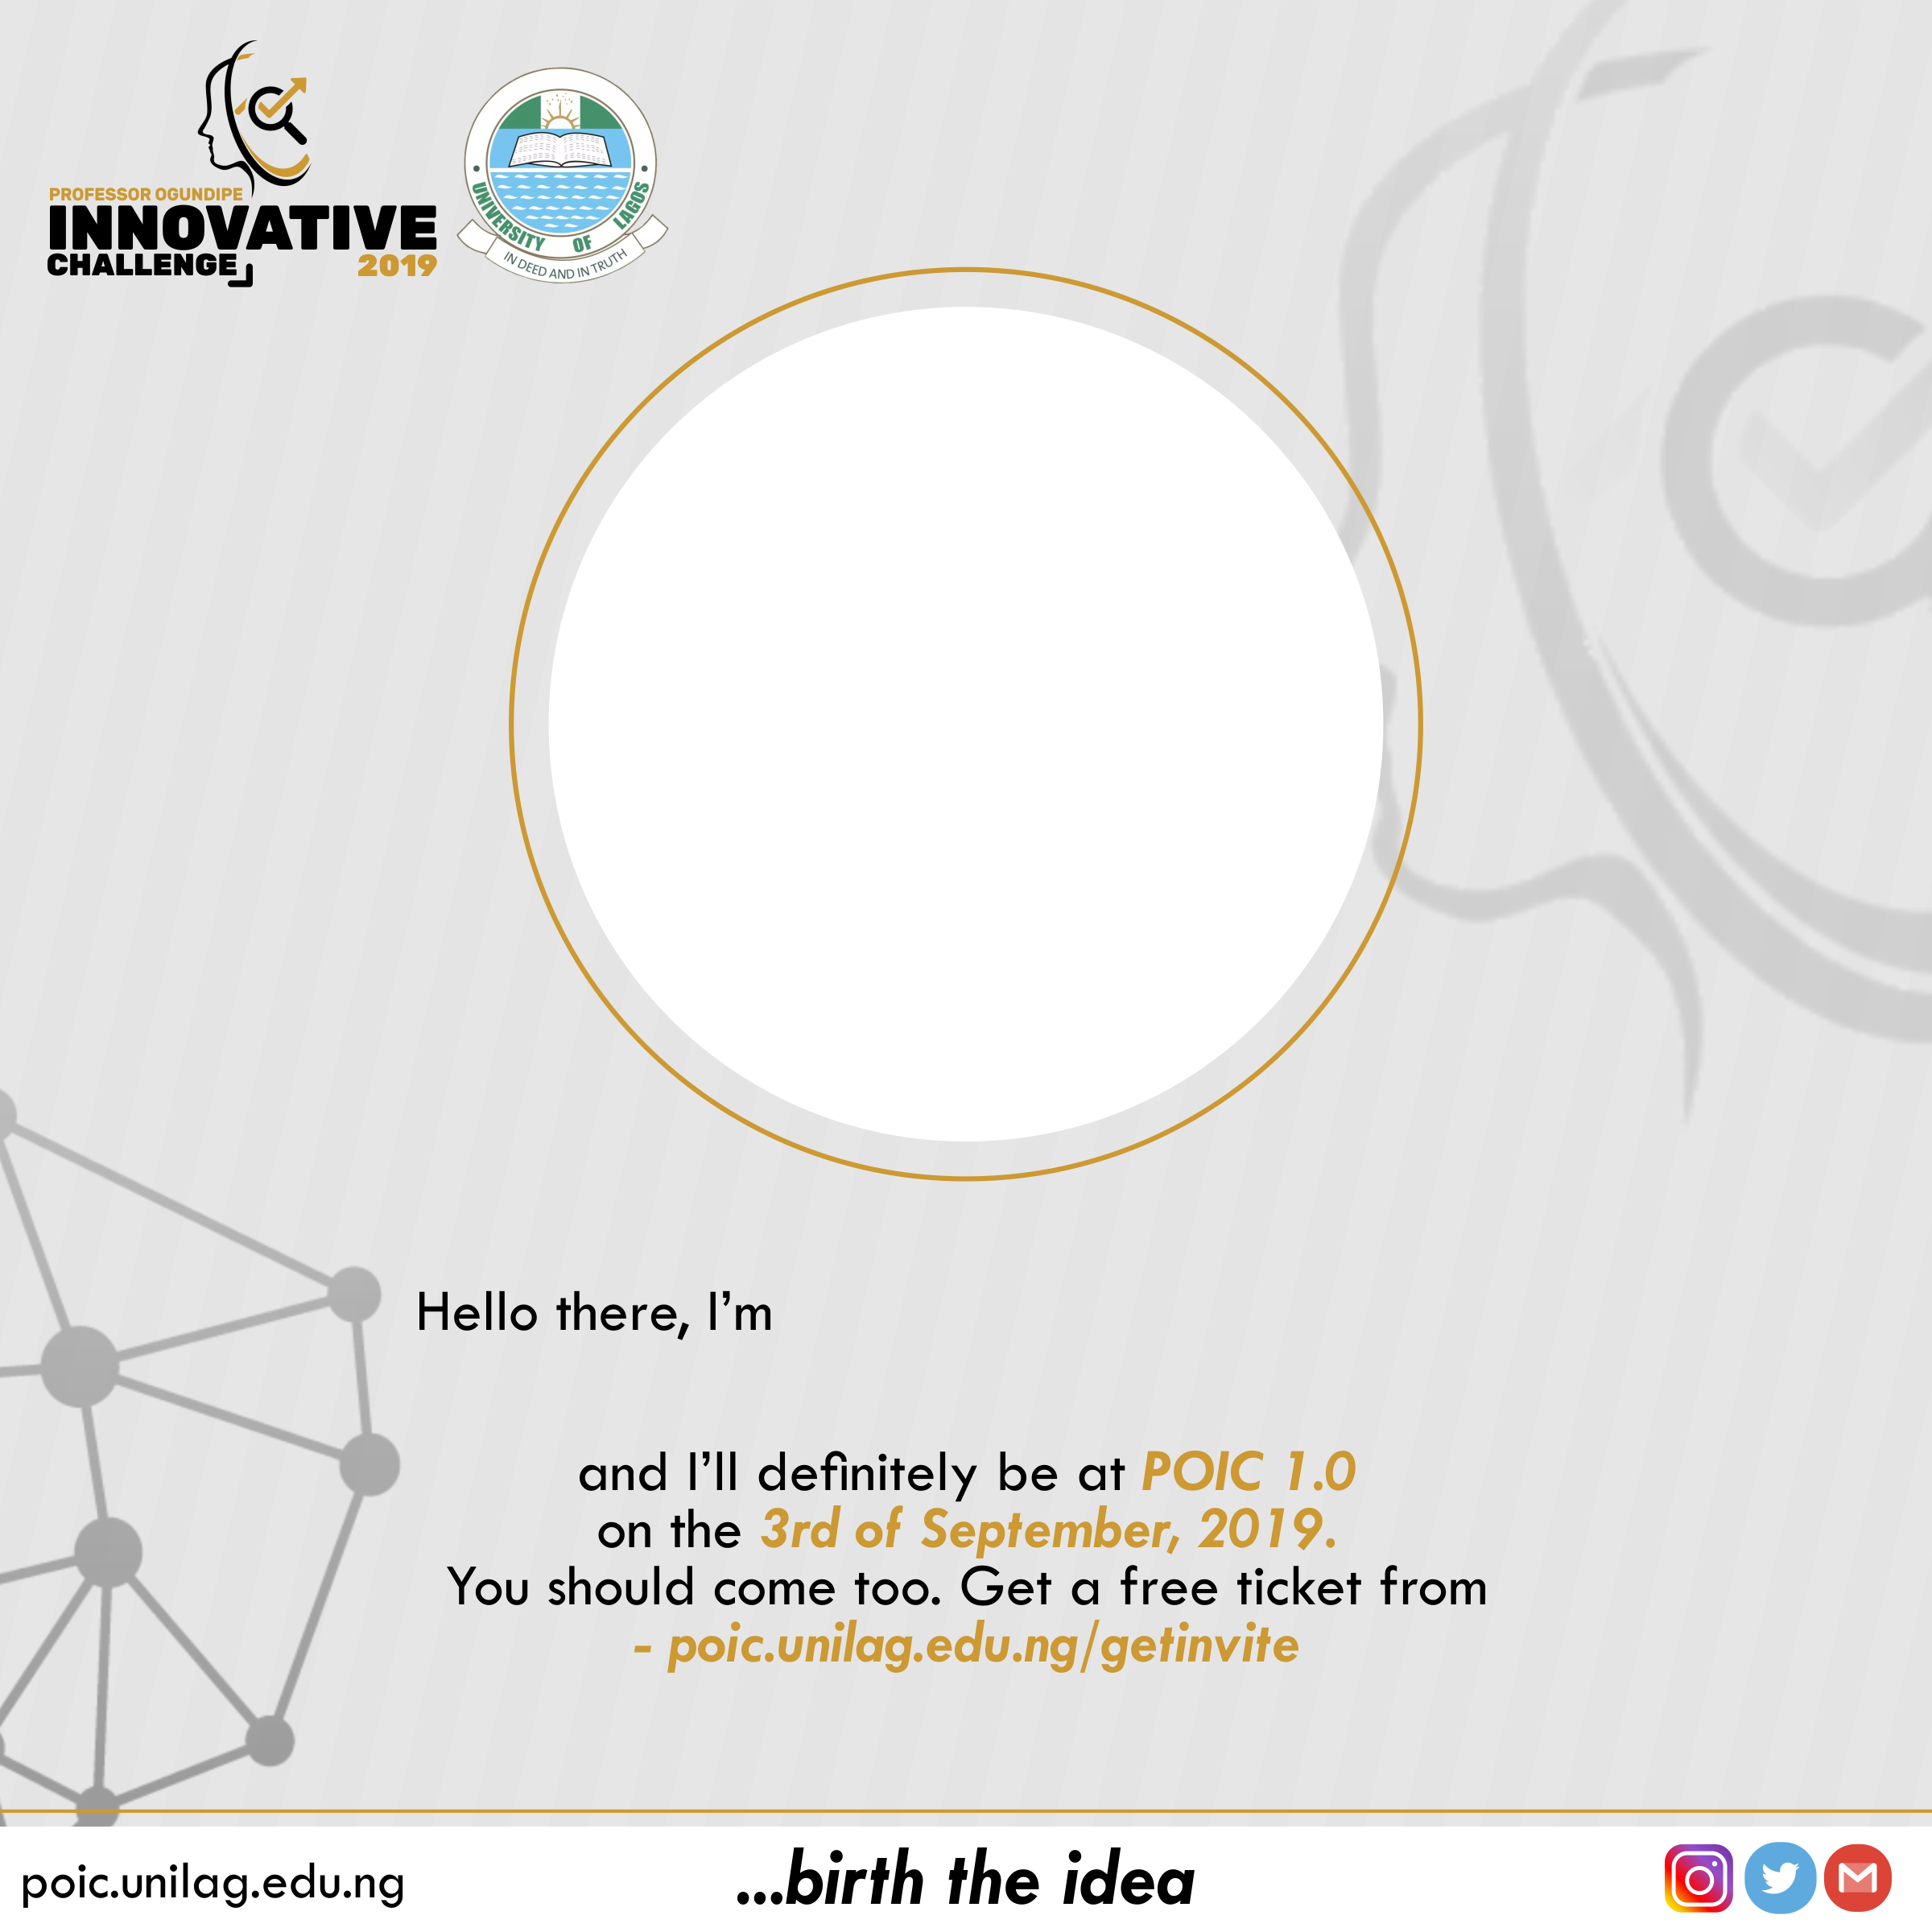 PROFESSOR OGUNDIPE
INNOVATIVE
CHALLENGE 2019
UNIVERSITY OF LAGOS
IN DEED AND IN TRUTH
Hello there, I’m
and I’ll definitely be at POIC 1.0
on the 3rd of September, 2019.
You should come too. Get a free ticket from
- poic.unilag.edu.ng/getinvite
poic.unilag.edu.ng
...birth the idea